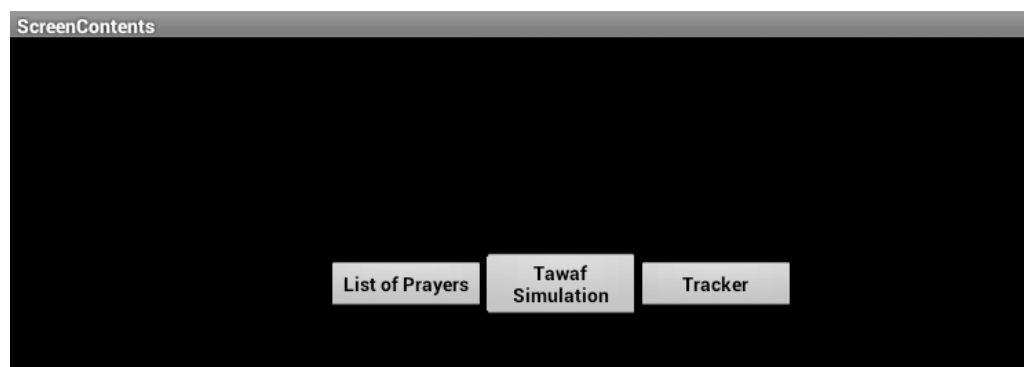 ScreenContents
List of Prayers
Tawaf
Simulation
Tracker